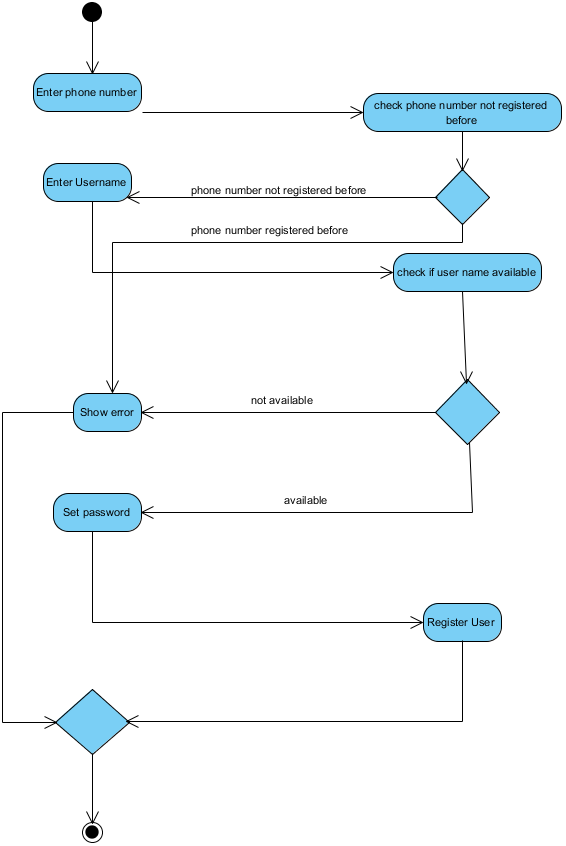 Enter phone number
check phone number not registered
before
Enter Username
phone number not registered before
phone number registered before
check if user name available
not available
Show error
available
Set password
Register User